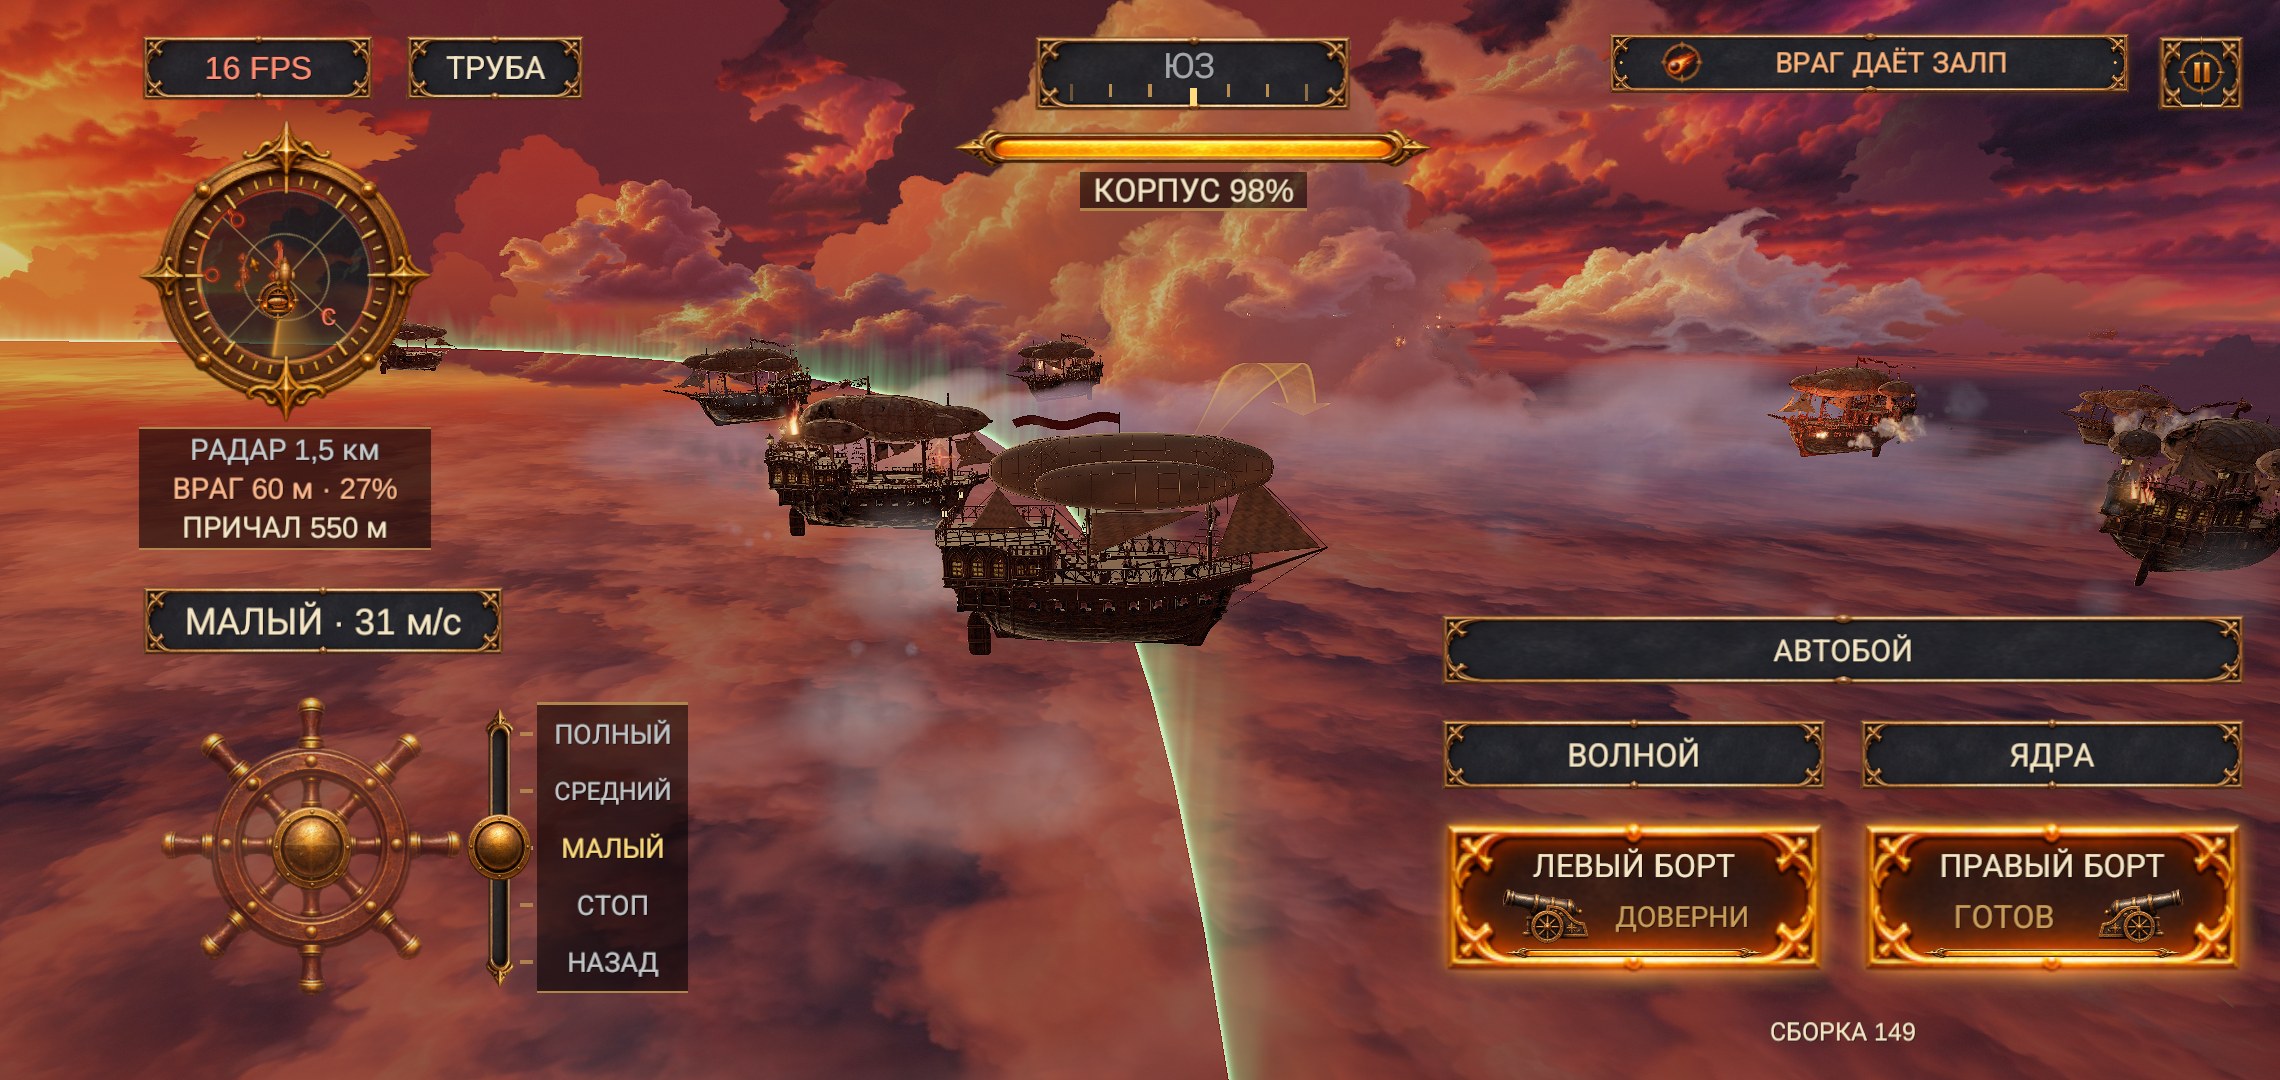 16 FPS
ТРУБА
ЮЗ
ВРАГ ДАЁТ ЗАЛП
КОРПУС 98%
С
РАДАР 1,5 км
ВРАГ 60 м · 27%
ПРИЧАЛ 550 м
МАЛЫЙ · 31 м/с
ПОЛНЫЙ
СРЕДНИЙ
МАЛЫЙ
СТОП
НАЗАД
АВТОБОЙ
ВОЛНОЙ
ЯДРА
ЛЕВЫЙ БОРТ
ДОВЕРНИ
ПРАВЫЙ БОРТ
ГОТОВ
СБОРКА 149